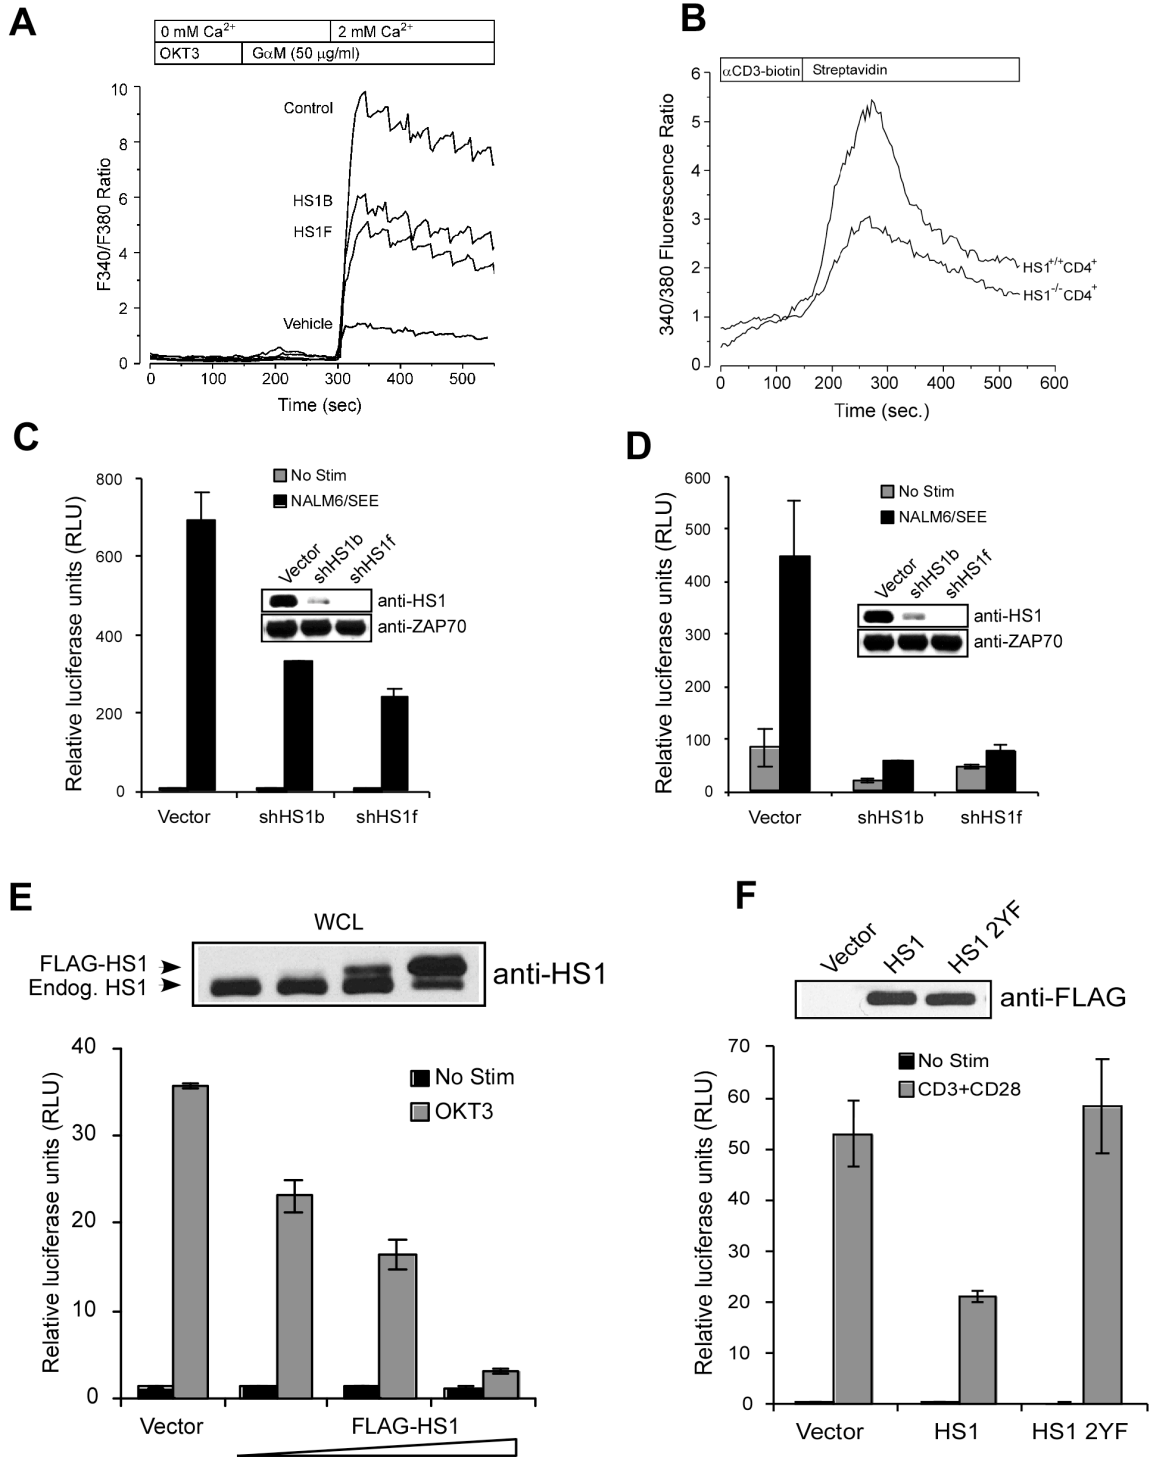 A
0 mM Ca2+
2 mM Ca2+
OKT3
GαM (50 µg/ml)
F340/F380 Ratio
10
8
6
4
2
0
Control
HS1B
HS1F
Vehicle
0 100 200 300 400 500
Time (sec)
B
αCD3-biotin
Streptavidin
340/380 Fluorescence Ratio
6
5
4
3
2
1
0
HS1+/+CD4+
HS1-/-CD4+
0 100 200 300 400 500 600
Time (sec.)
C
Relative luciferase units (RLU)
800
600
400
200
0
No Stim
NALM6/SEE
Vector
shHS1b
shHS1f
anti-HS1
anti-ZAP70
Vector shHS1b shHS1f
D
Relative luciferase units (RLU)
600
500
400
300
200
100
0
No Stim
NALM6/SEE
Vector
shHS1b
shHS1f
anti-HS1
anti-ZAP70
Vector shHS1b shHS1f
E
WCL
FLAG-HS1
Endog. HS1
anti-HS1
Relative luciferase units (RLU)
40
30
20
10
0
No Stim
OKT3
Vector FLAG-HS1
F
Vector
HS1
HS1 2YF
anti-FLAG
Relative luciferase units (RLU)
70
60
50
40
30
20
10
0
No Stim
CD3+CD28
Vector HS1 HS1 2YF